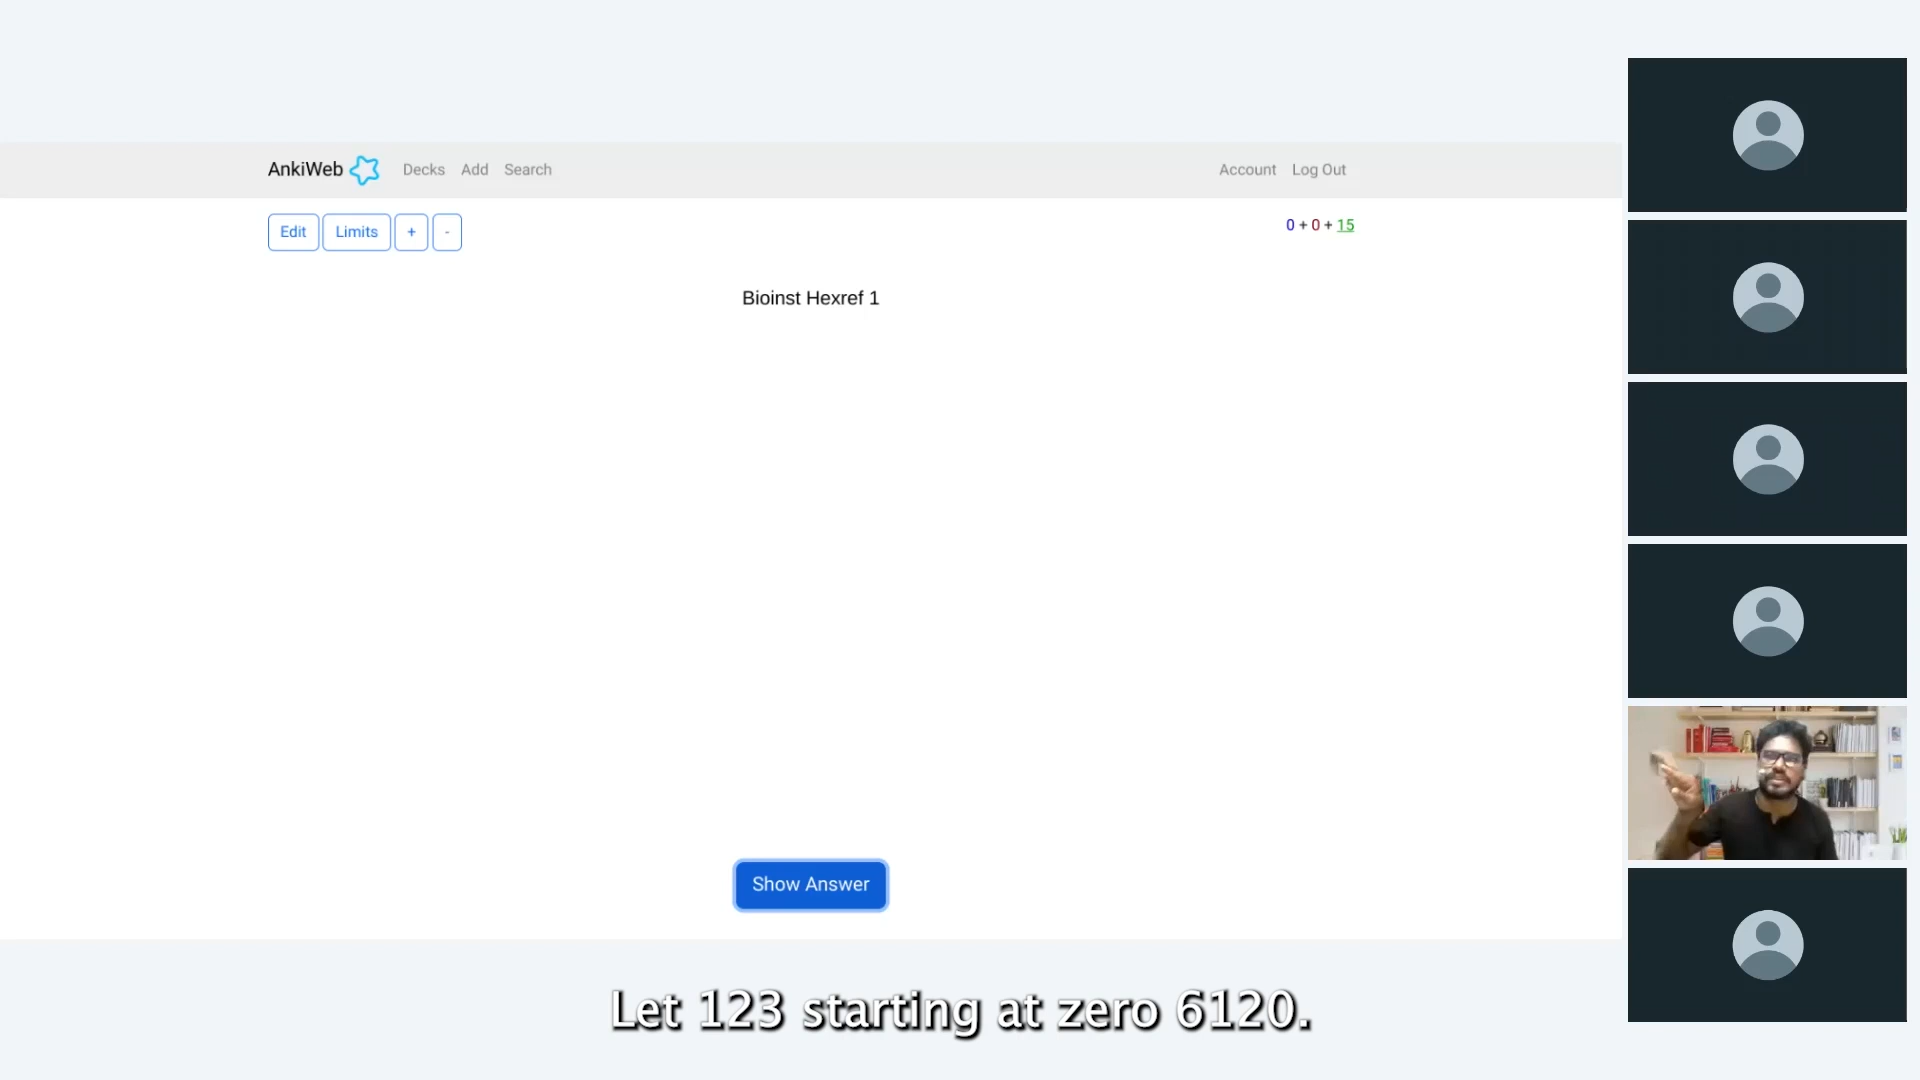 AnkiWeb Decks Add Search Account Log Out
Edit Limits + - 0 + 0 + 15
Bioinst Hexref 1
Show Answer
Let 123 starting at zero 6120.